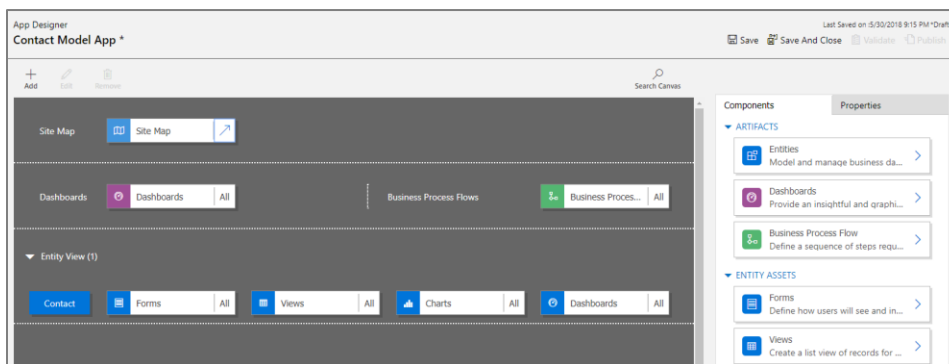 App Designer
Last Saved on :5/30/2018 9:15 PM *Draft
Contact Model App *
Save
Save And Close
Validate
Publish
Add
Edit
Remove
Search Canvas
Site Map
Site Map
Dashboards
Dashboards
All
Business Process Flows
Business Proces...
All
Entity View (1)
Contact
Forms
All
Views
All
Charts
All
Dashboards
All
Components
Properties
ARTIFACTS
Entities
Model and manage business da...
Dashboards
Provide an insightful and graphi...
Business Process Flow
Define a sequence of steps requ...
ENTITY ASSETS
Forms
Define how users will see and in...
Views
Create a list view of records for ...